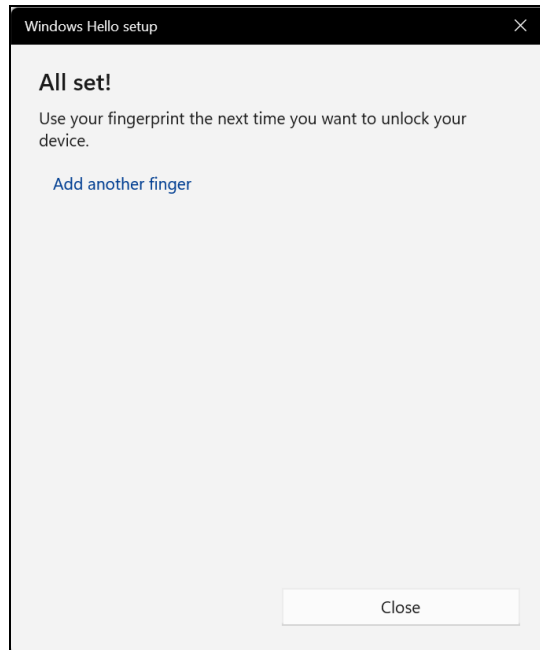 Windows Hello setup
All set!
Use your fingerprint the next time you want to unlock your
device.
Add another finger
Close